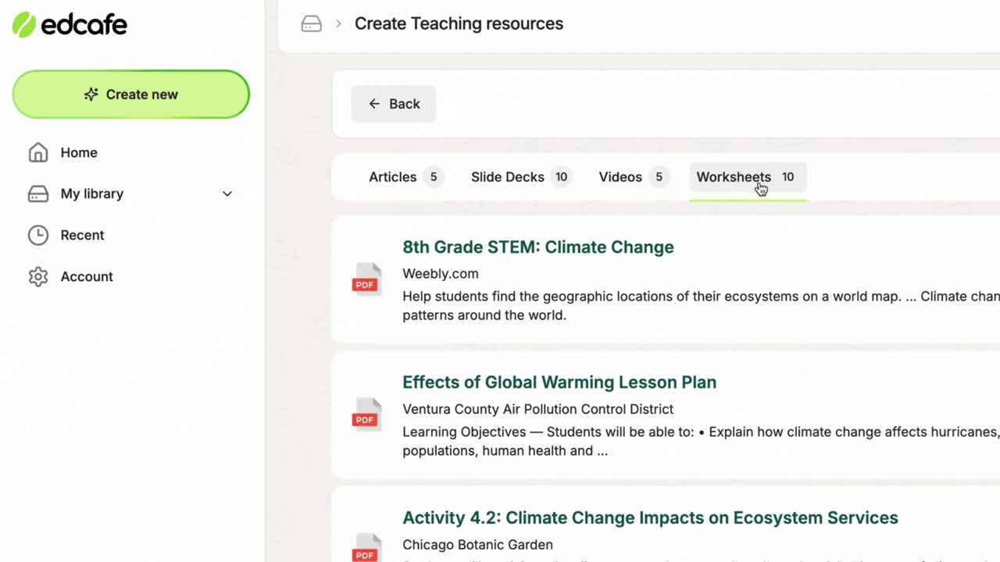 edcafe
Create Teaching resources
Create new
Back
Home
My library
Recent
Account
Articles 5 Slide Decks 10 Videos 5 Worksheets 10
8th Grade STEM: Climate Change
PDF
Weebly.com
Help students find the geographic locations of their ecosystems on a world map. ... Climate chan
patterns around the world.
Effects of Global Warming Lesson Plan
PDF
Ventura County Air Pollution Control District
Learning Objectives — Students will be able to: • Explain how climate change affects hurricanes,
populations, human health and ...
Activity 4.2: Climate Change Impacts on Ecosystem Services
PDF
Chicago Botanic Garden